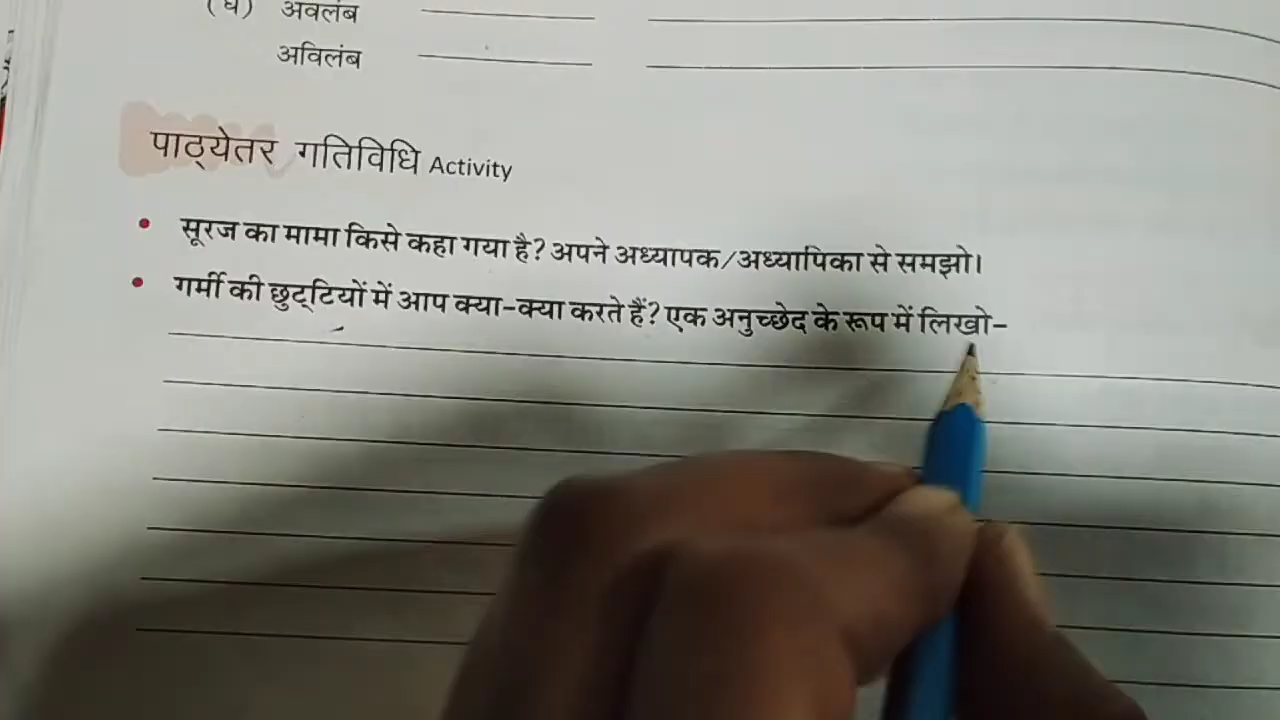 (घ) अवलंब
अविलंब
पाठ्येतर गतिविधि Activity
• सूरज का मामा किसे कहा गया है? अपने अध्यापक/अध्यापिका से समझो।
• गर्मी की छुट्टियों में आप क्या-क्या करते हैं? एक अनुच्छेद के रूप में लिखो-